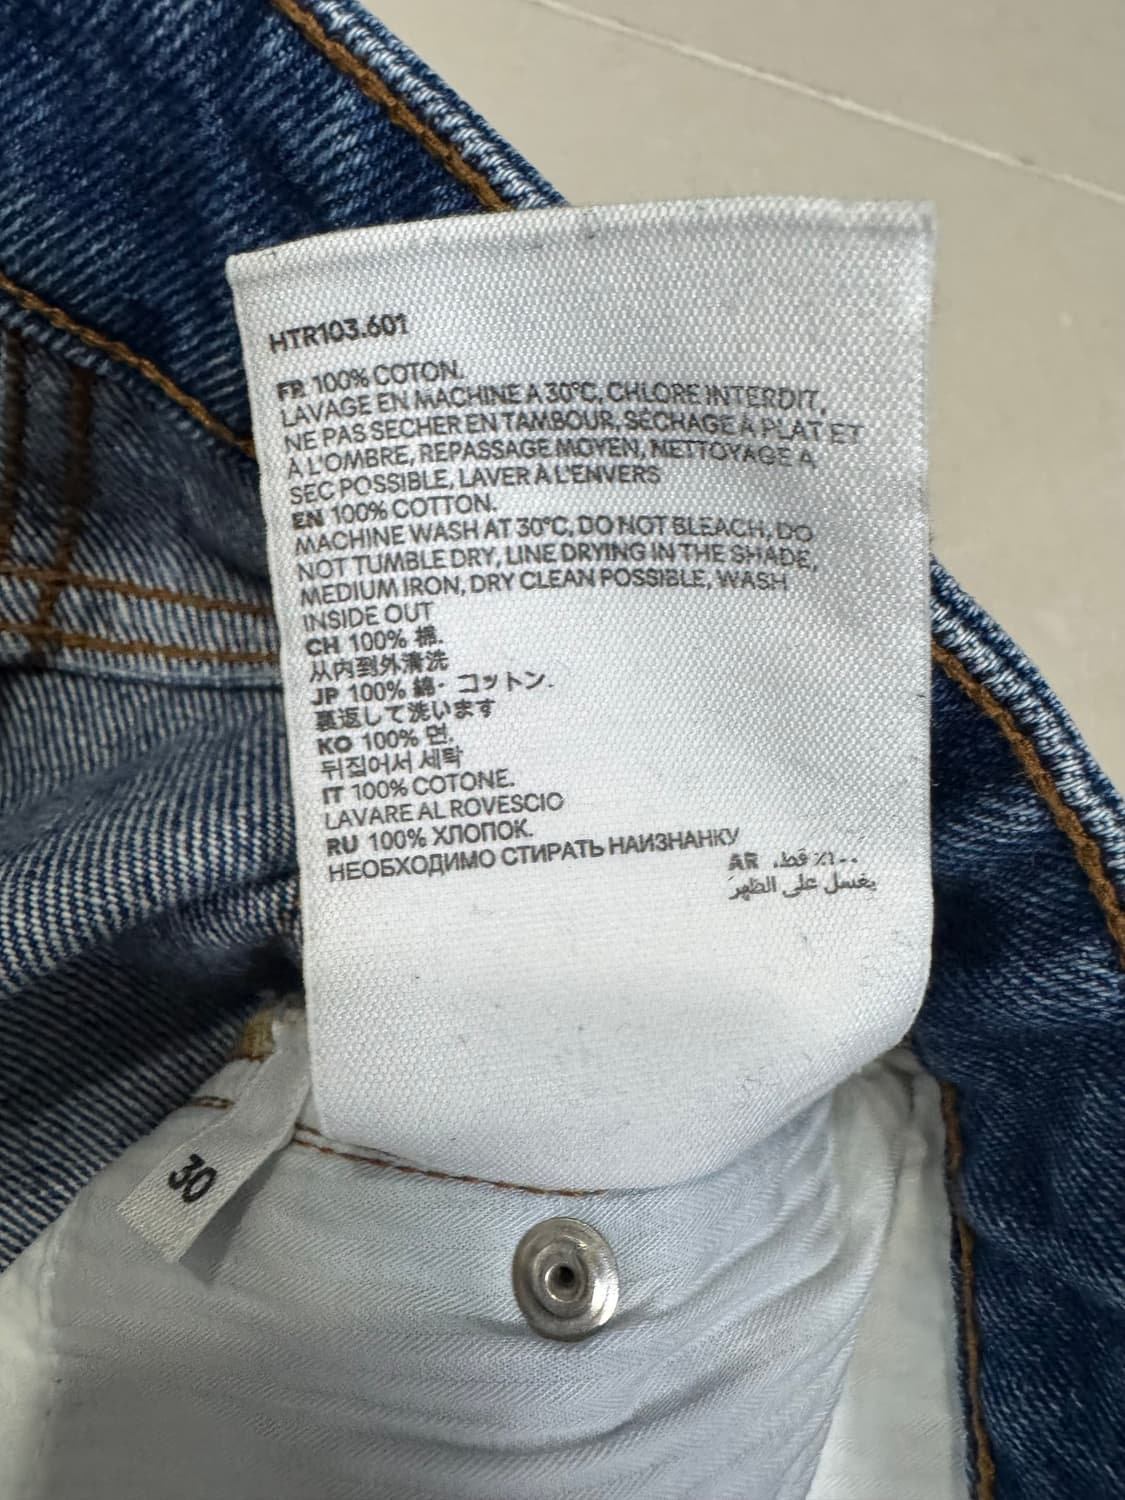 HTR103.601
FR 100% COTON.
LAVAGE EN MACHINE A 30°C, CHLORE INTERDIT,
NE PAS SECHER EN TAMBOUR, SECHAGE A PLAT ET
A L'OMBRE, REPASSAGE MOYEN, NETTOYAGE A
SEC POSSIBLE, LAVER À L'ENVERS
EN 100% COTTON.
MACHINE WASH AT 30°C, DO NOT BLEACH, DO
NOT TUMBLE DRY, LINE DRYING IN THE SHADE,
MEDIUM IRON, DRY CLEAN POSSIBLE, WASH
INSIDE OUT
CH 100% 棉.
从内到外清洗
JP 100% 綿・コットン.
裏返して洗います
KO 100% 면.
뒤집어서 세탁
IT 100% COTONE.
LAVARE AL ROVESCIO
RU 100% ХЛОПОК.
НЕОБХОДИМО СТИРАТЬ НАИЗНАНКУ
AR .قطن ٪١٠٠
يغسل على الظهر
30